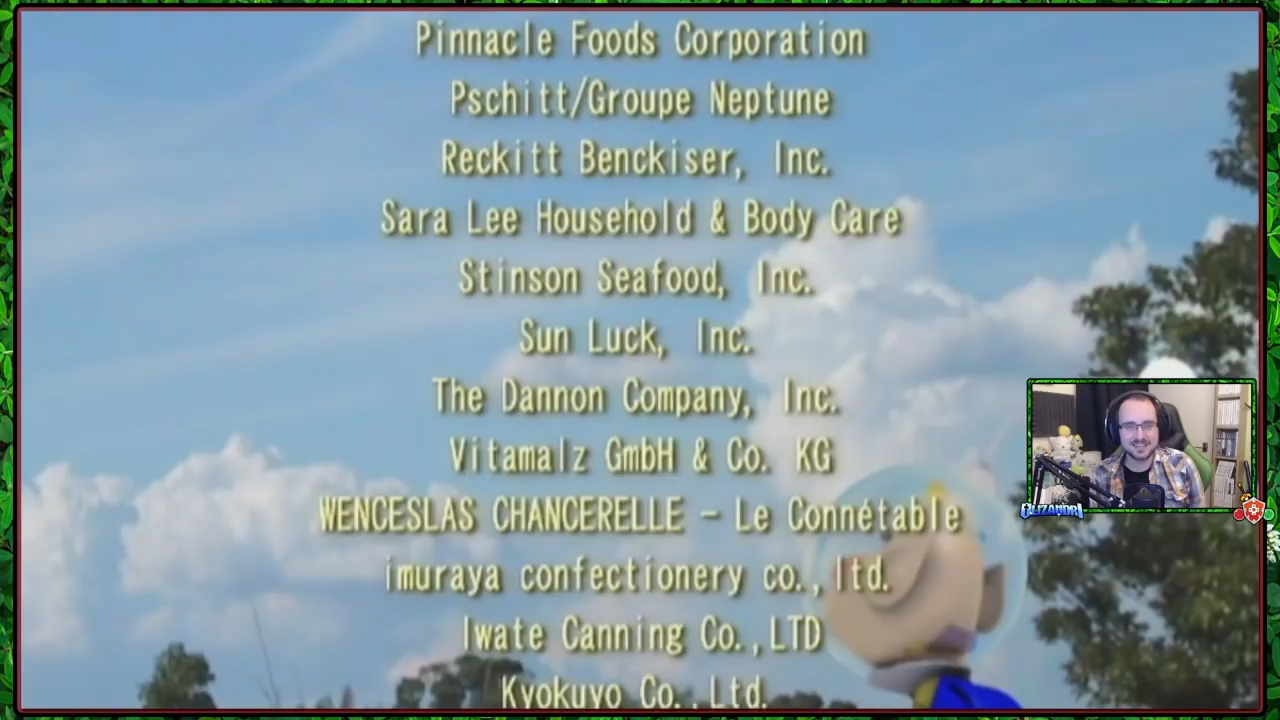 Pinnacle Foods Corporation
Pschitt/Groupe Neptune
Reckitt Benckiser, Inc.
Sara Lee Household & Body Care
Stinson Seafood, Inc.
Sun Luck, Inc.
The Dannon Company, Inc.
Vitamalz GmbH & Co. KG
WENCESLAS CHANCERELLE - Le Connétable
imuraya confectionery co.,ltd.
Iwate Canning Co.,LTD
Kyokuyo Co.,Ltd.
ELIZANDRI